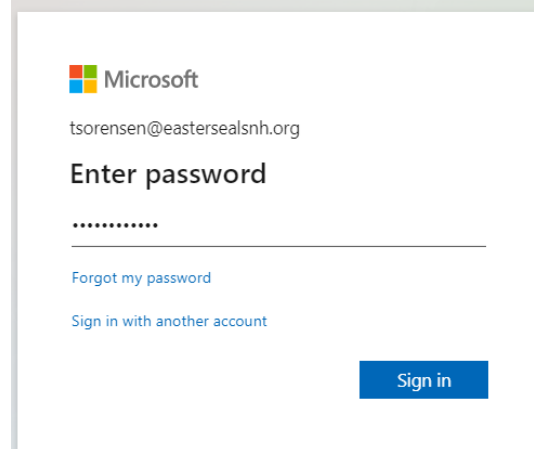 Microsoft
tsorensen@eastersealsnh.org
Enter password
............
Forgot my password
Sign in with another account
Sign in